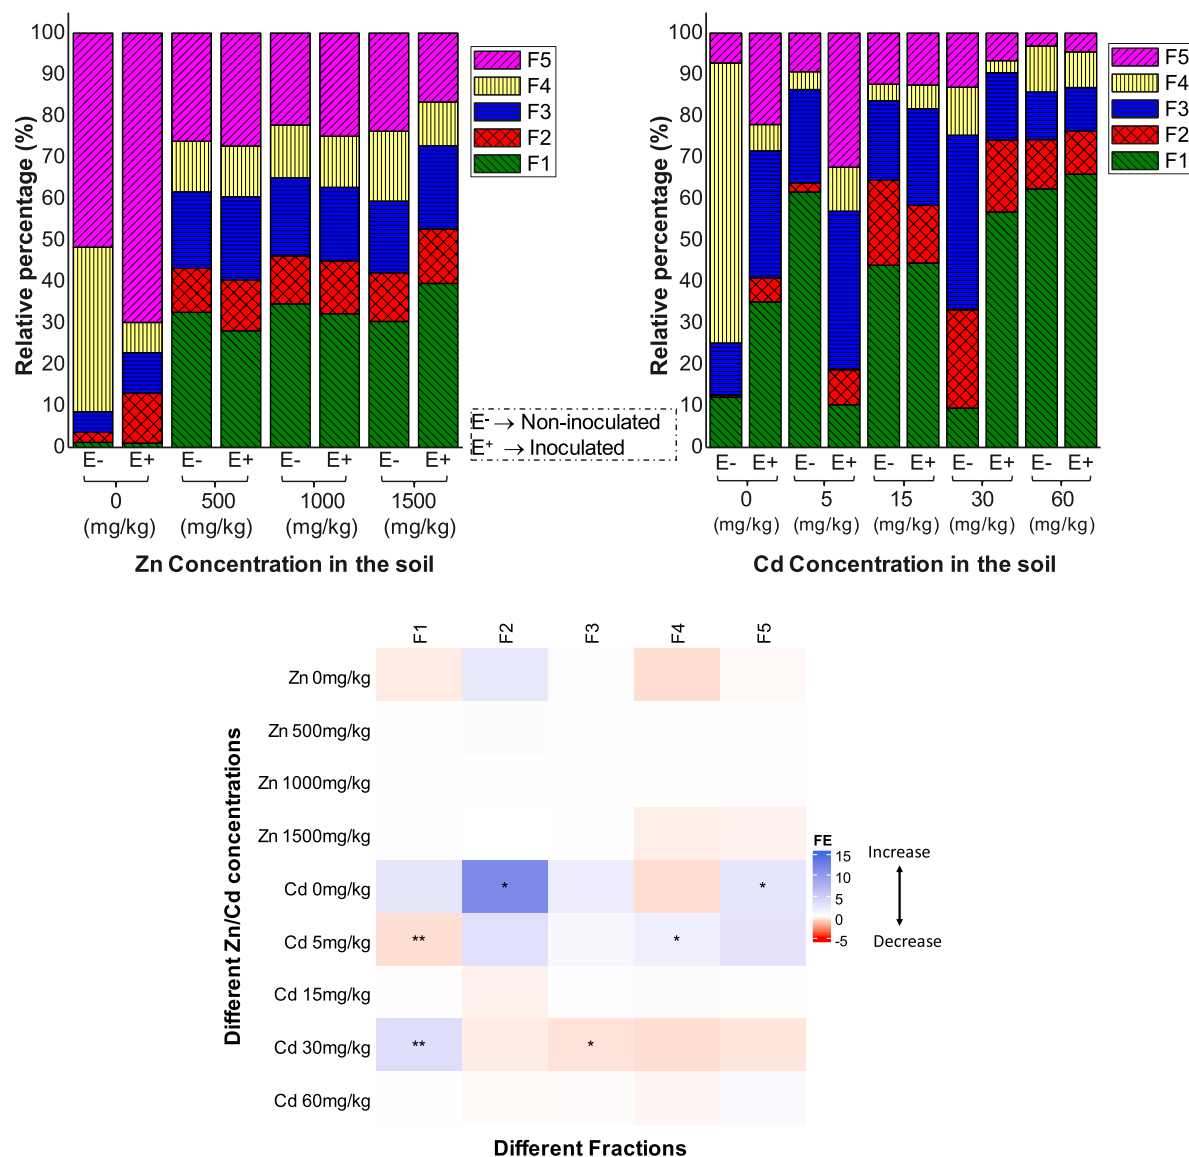 Relative percentage (%)
100
90
80
70
60
50
40
30
20
10
0
F5
F4
F3
F2
F1
E- E+ E- E+ E- E+ E- E+
0 500 1000 1500
(mg/kg) (mg/kg) (mg/kg) (mg/kg)
Zn Concentration in the soil
E- → Non-inoculated
E+ → Inoculated
Relative percentage (%)
100
90
80
70
60
50
40
30
20
10
0
F5
F4
F3
F2
F1
E- E+ E- E+ E- E+ E- E+ E- E+
0 5 15 30 60
(mg/kg) (mg/kg) (mg/kg) (mg/kg) (mg/kg)
Cd Concentration in the soil
F1 F2 F3 F4 F5
Different Zn/Cd concentrations
Zn 0mg/kg
Zn 500mg/kg
Zn 1000mg/kg
Zn 1500mg/kg
Cd 0mg/kg * *
Cd 5mg/kg ** *
Cd 15mg/kg
Cd 30mg/kg ** *
Cd 60mg/kg
Different Fractions
FE
15
10
5
0
-5
Increase
Decrease